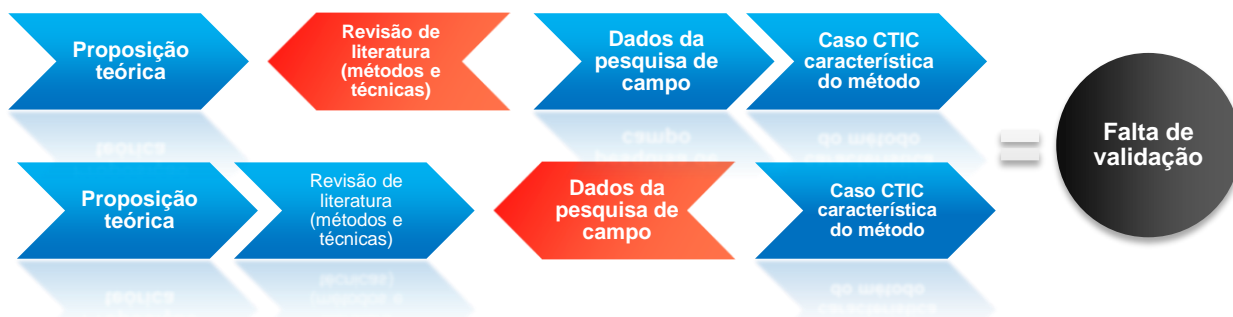 Proposição
teórica
Revisão de
literatura
(métodos e
técnicas)
Dados da
pesquisa de
campo
Caso CTIC
característica
do método
Falta de
validação
Proposição
teórica
Revisão de
literatura
(métodos e
técnicas)
Dados da
pesquisa de
campo
Caso CTIC
característica
do método